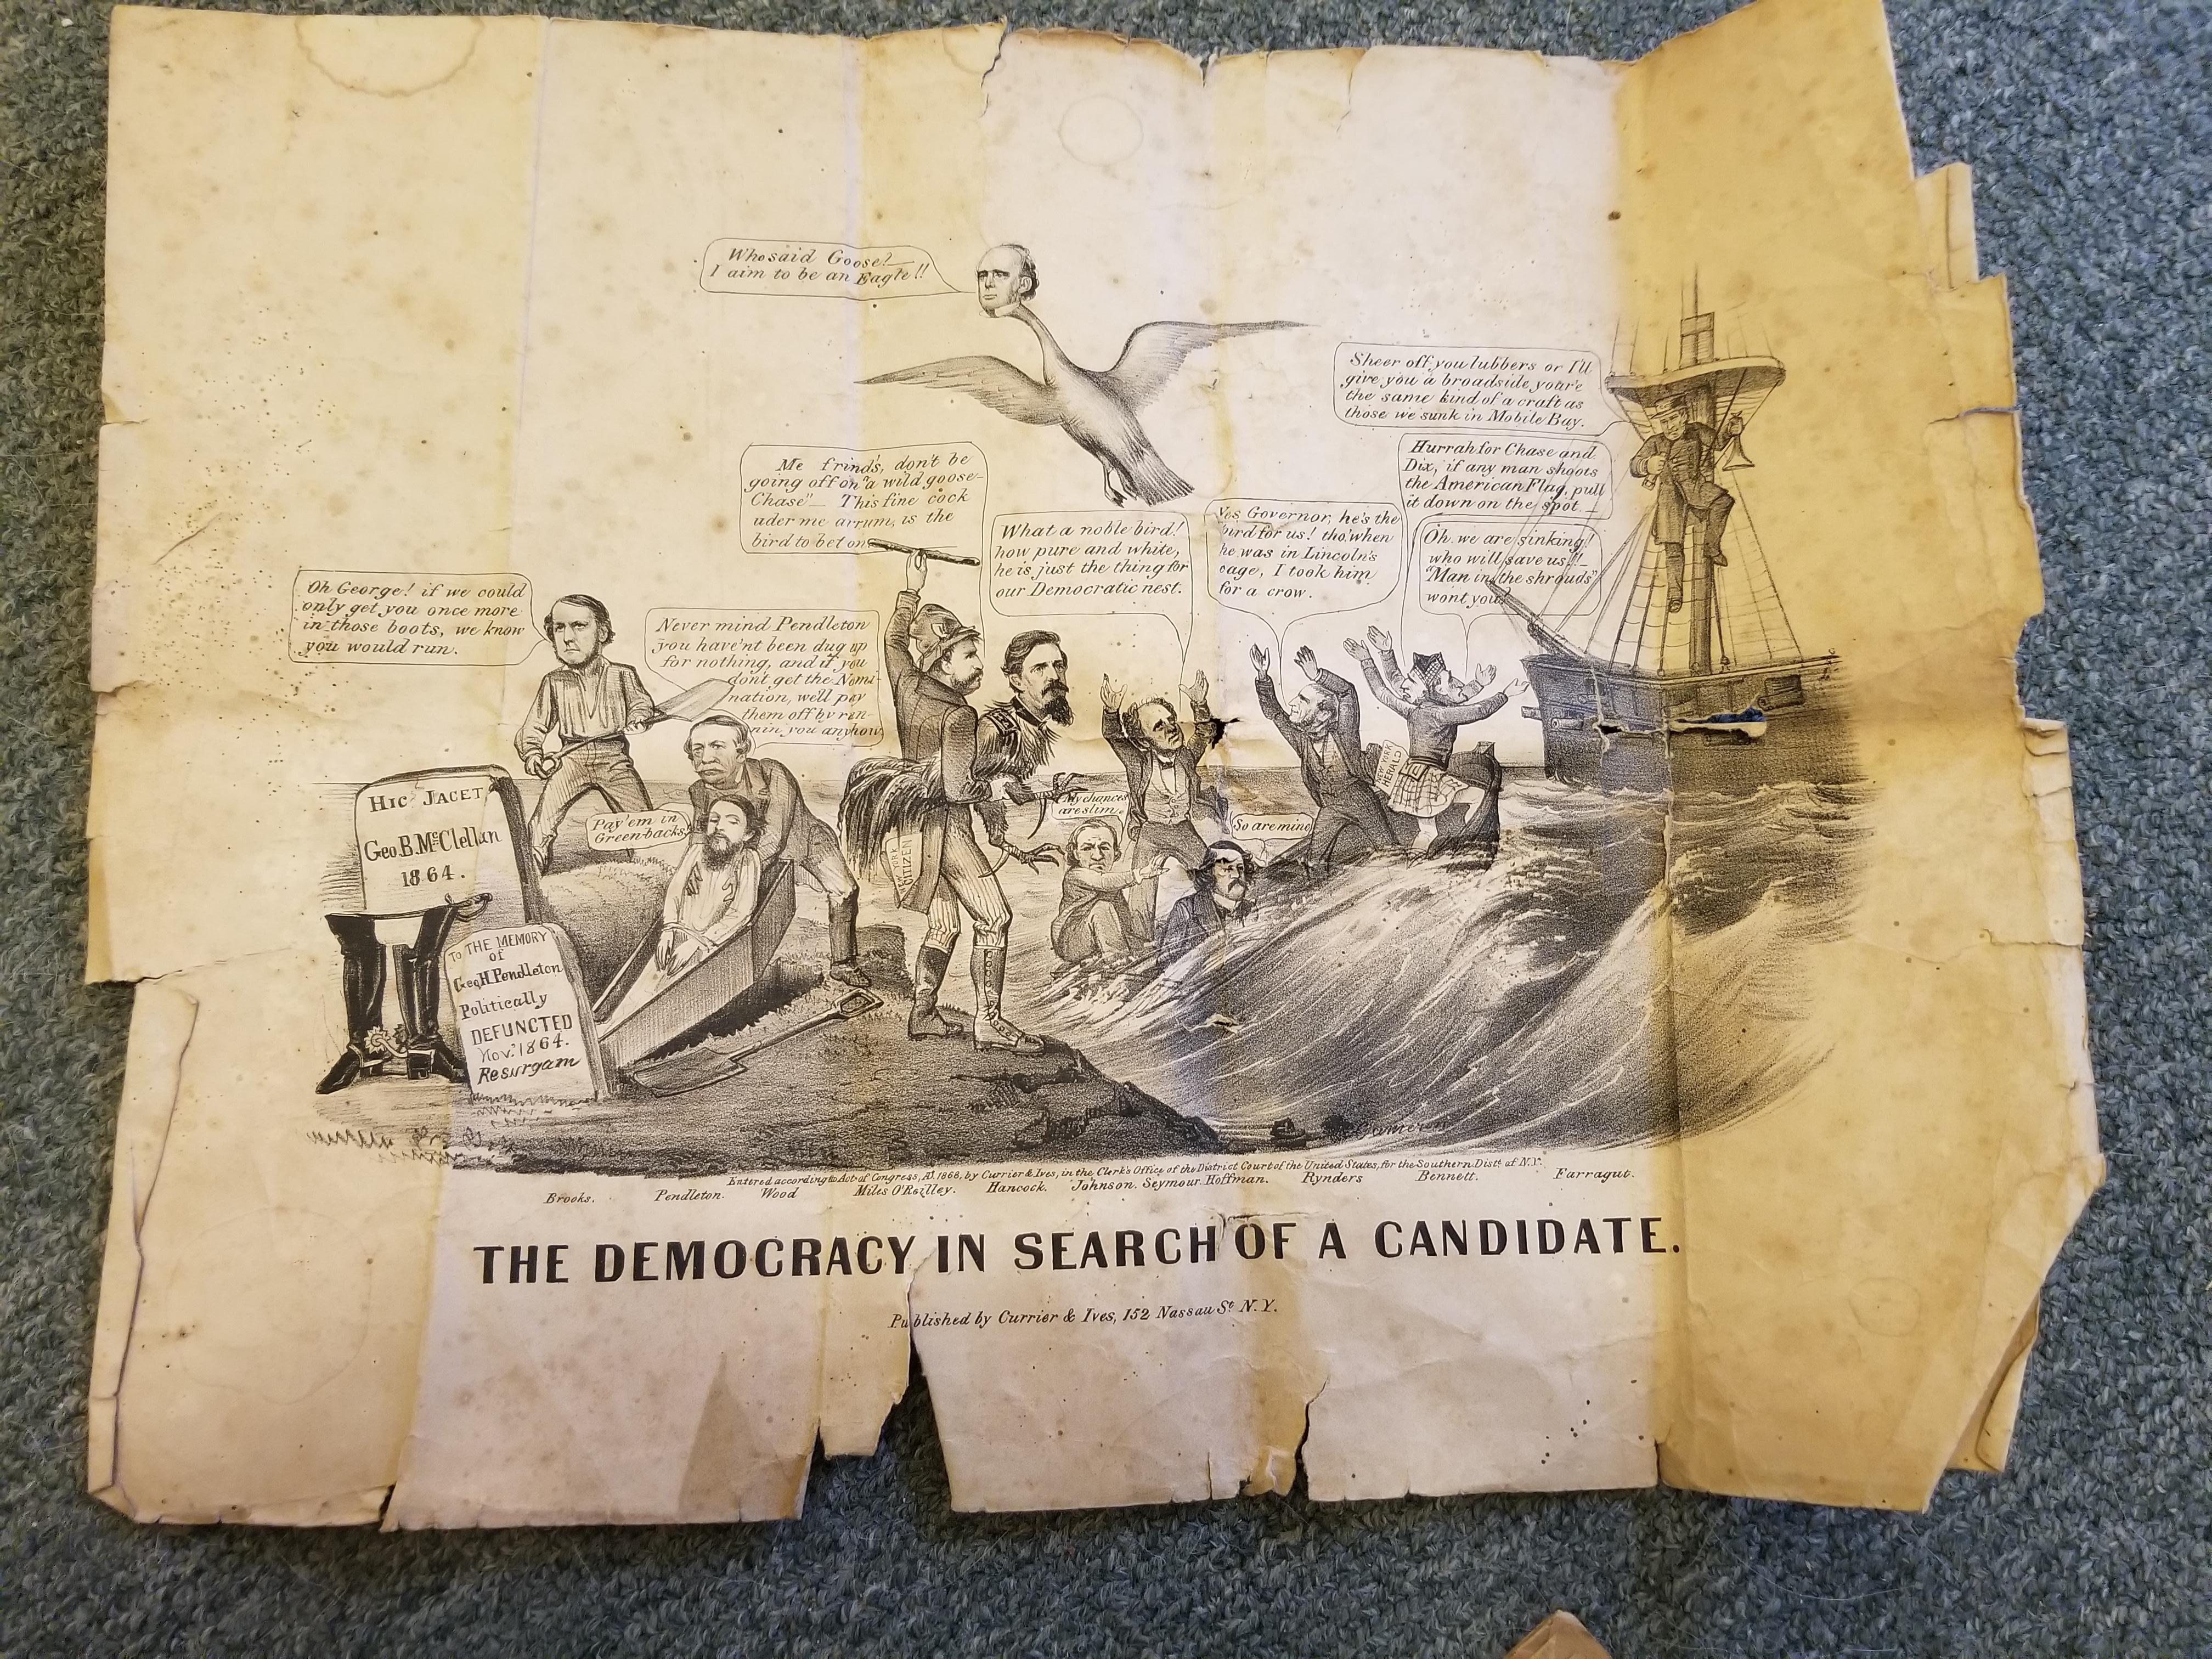 Who said Goose!
I aim to be an Eagle!!
Sheer off you lubbers or I'll
give you a broadside, your'e
the same kind of a craft as
those we sunk in Mobile Bay.
Hurrah for Chase and
Dix, if any man shoots
the American Flag, pull
it down on the spot
Me frinds, don't be
going off on "a wild goose
Chase" This fine cock
uder me arrum, is the
bird to bet on
What a noble bird!
how pure and white,
he is just the thing for
our Democratic nest.
Yes Governor, he's the
bird for us! tho' when
he was in Lincoln's
cage, I took him
for a crow.
Oh we are sinking!
who will save us!!
"Man in the shrouds"
wont you
Oh George! if we could
only get you once more
in those boots, we know
you would run.
Never mind Pendleton
you have'nt been dug up
for nothing, and if you
dont get the Nomi-
nation, we'll pay
them off by run-
nin you anyhow
Pay 'em in
Greenbacks
My chances
are slim.
So are mine
HIC JACET
Geo. B. McClellan
1864.
TO THE MEMORY
of
Geo H Pendleton
Politically
DEFUNCTED
Nov. 1864.
Resurgam
CITIZEN
HERALD
Cameron
Entered according to Act of Congress, AD. 1868, by Currier & Ives, in the Clerk's Office of the District Court of the United States, for the Southern Dist. of N.Y.
Brooks. Pendleton. Wood Miles O'Reilley. Hancock. Johnson. Seymour. Hoffman. Rynders Bennett. Farragut.
THE DEMOCRACY IN SEARCH OF A CANDIDATE.
Published by Currier & Ives, 152 Nassau St. N.Y.